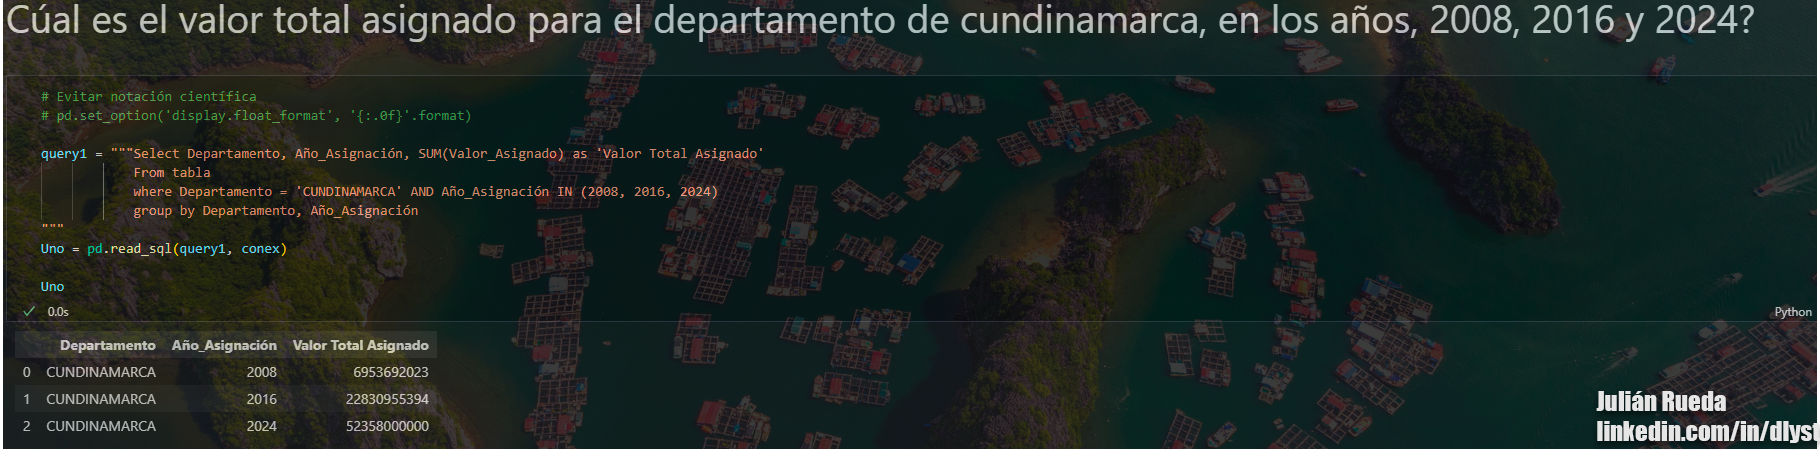 Cúal es el valor total asignado para el departamento de cundinamarca, en los años, 2008, 2016 y 2024?
# Evitar notación científica
# pd.set_option('display.float_format', '{:.0f}'.format)
query1 = """Select Departamento, Año_Asignación, SUM(Valor_Asignado) as 'Valor Total Asignado'
From tabla
where Departamento = 'CUNDINAMARCA' AND Año_Asignación IN (2008, 2016, 2024)
group by Departamento, Año_Asignación
"""
Uno = pd.read_sql(query1, conex)
Uno
✓ 0.0s
Python
Departamento Año_Asignación Valor Total Asignado
0 CUNDINAMARCA 2008 6953692023
1 CUNDINAMARCA 2016 22830955394
2 CUNDINAMARCA 2024 52358000000
Julián Rueda
linkedin.com/in/dlyst